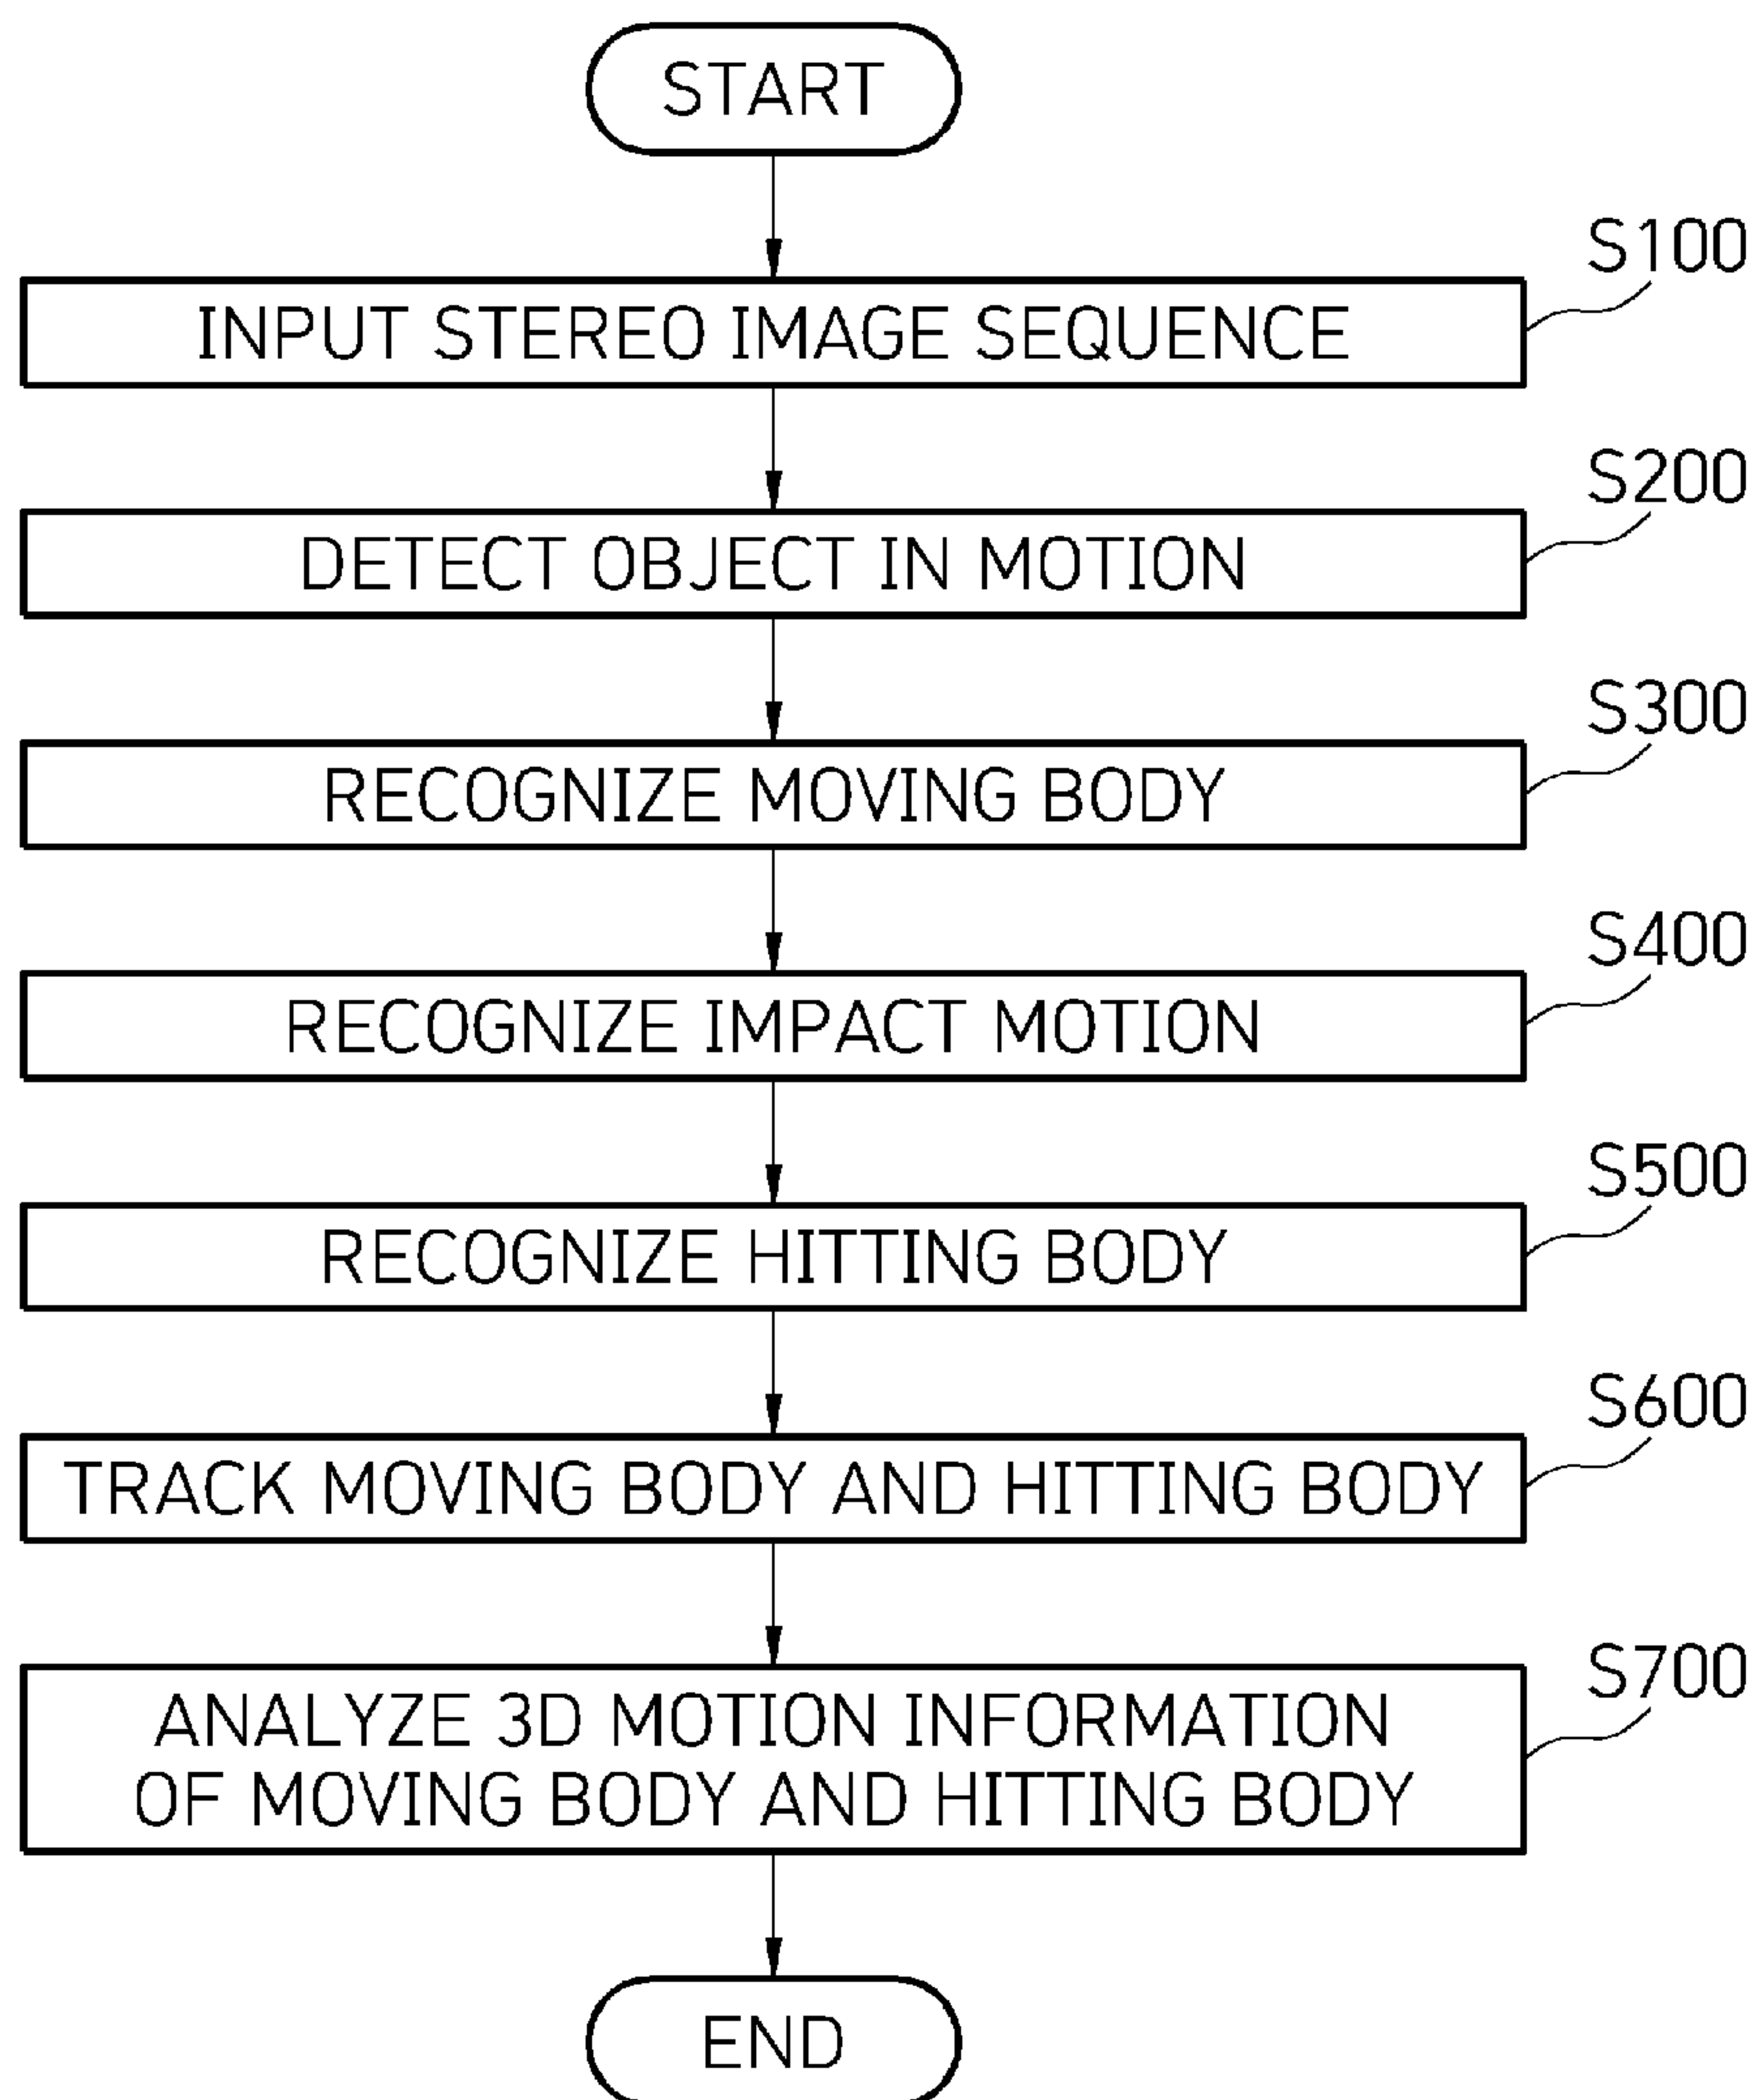 START
S100
INPUT STEREO IMAGE SEQUENCE
S200
DETECT OBJECT IN MOTION
S300
RECOGNIZE MOVING BODY
S400
RECOGNIZE IMPACT MOTION
S500
RECOGNIZE HITTING BODY
S600
TRACK MOVING BODY AND HITTING BODY
S700
ANALYZE 3D MOTION INFORMATION
OF MOVING BODY AND HITTING BODY
END